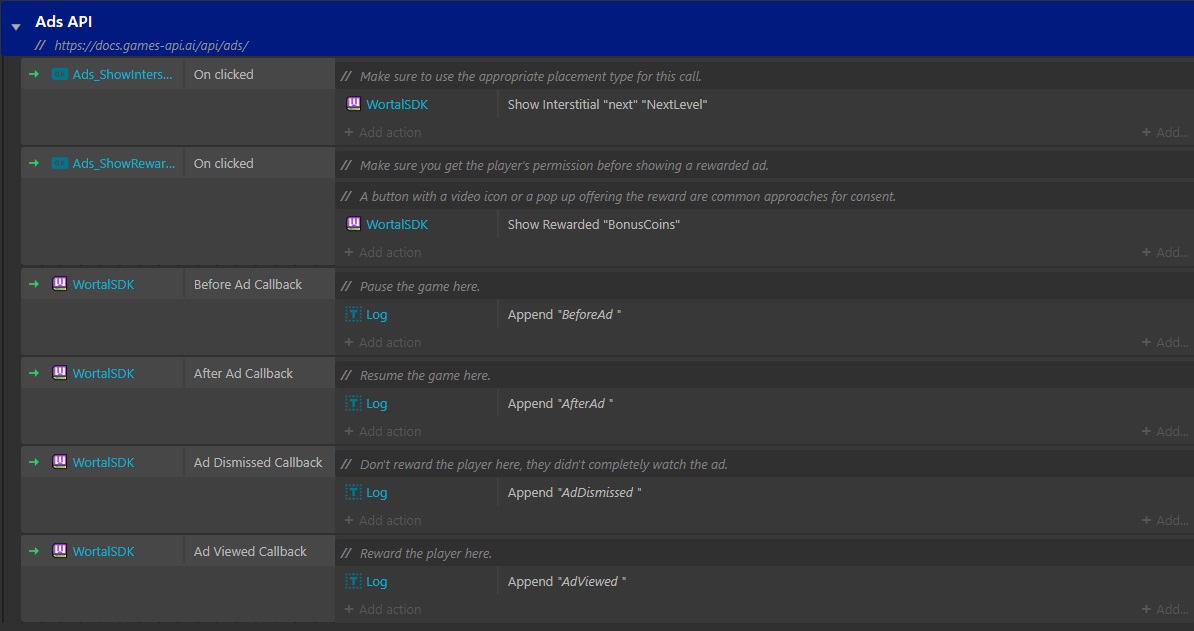 Ads API
// https://docs.games-api.ai/api/ads/
Ads_ShowInters... On clicked // Make sure to use the appropriate placement type for this call.
WortalSDK Show Interstitial "next" "NextLevel"
+ Add action + Add...
Ads_ShowRewar... On clicked // Make sure you get the player's permission before showing a rewarded ad.
// A button with a video icon or a pop up offering the reward are common approaches for consent.
WortalSDK Show Rewarded "BonusCoins"
+ Add action + Add...
WortalSDK Before Ad Callback // Pause the game here.
T Log Append "BeforeAd "
+ Add action + Add...
WortalSDK After Ad Callback // Resume the game here.
T Log Append "AfterAd "
+ Add action + Add...
WortalSDK Ad Dismissed Callback // Don't reward the player here, they didn't completely watch the ad.
T Log Append "AdDismissed "
+ Add action + Add...
WortalSDK Ad Viewed Callback // Reward the player here.
T Log Append "AdViewed "
+ Add action + Add...